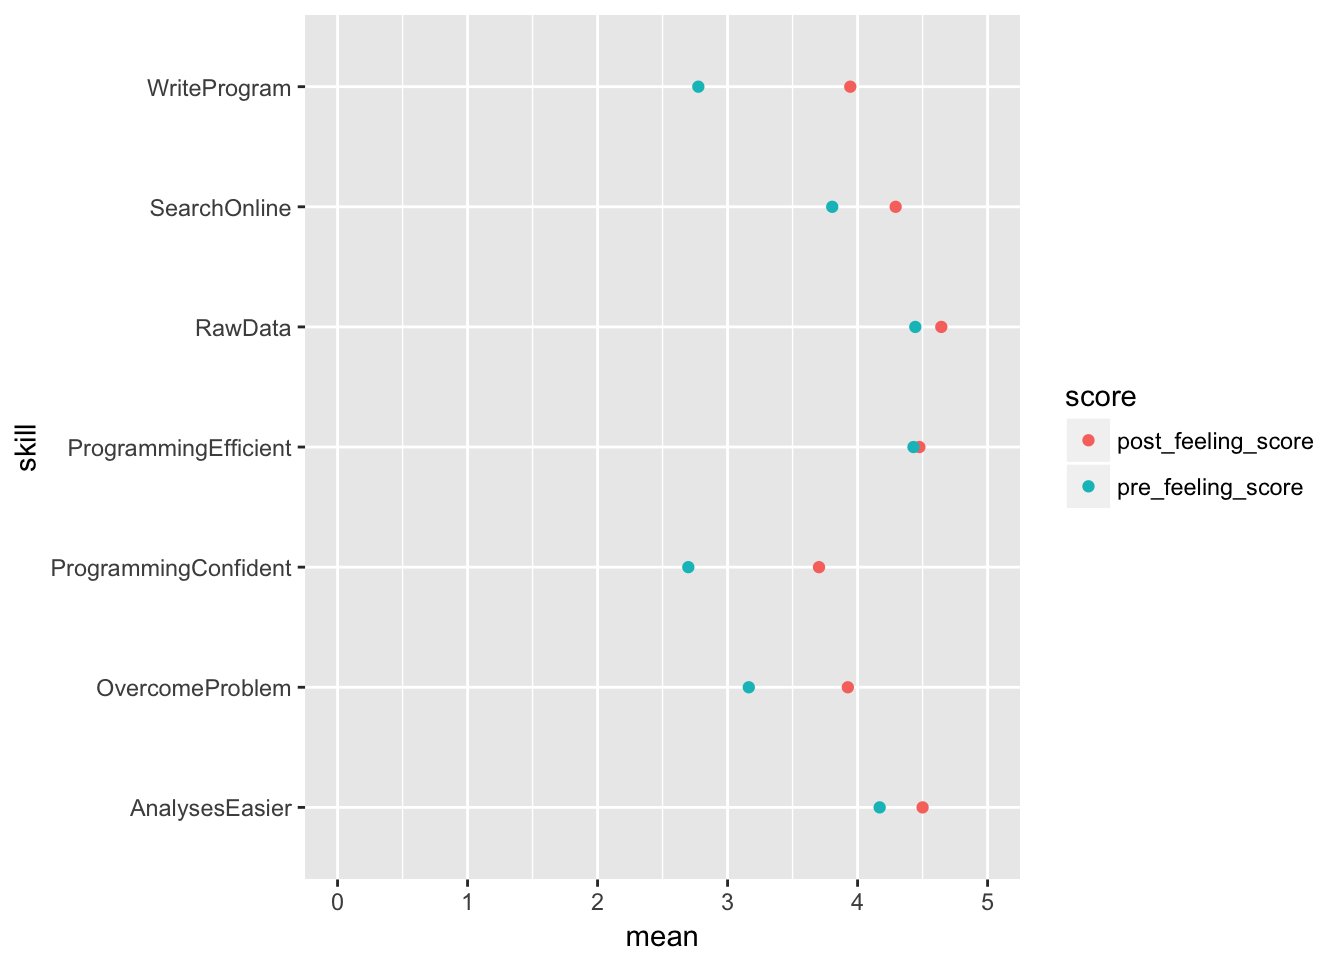 skill
WriteProgram
SearchOnline
RawData
ProgrammingEfficient
ProgrammingConfident
OvercomeProblem
AnalysesEasier
0 1 2 3 4 5
mean
score
post_feeling_score
pre_feeling_score